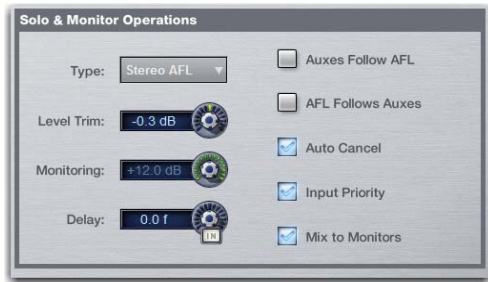 Solo & Monitor Operations
Type: Stereo AFL
Level Trim: -0.3 dB
Monitoring: +12.0 dB
Delay: 0.0 f
IN
Auxes Follow AFL
AFL Follows Auxes
Auto Cancel
Input Priority
Mix to Monitors